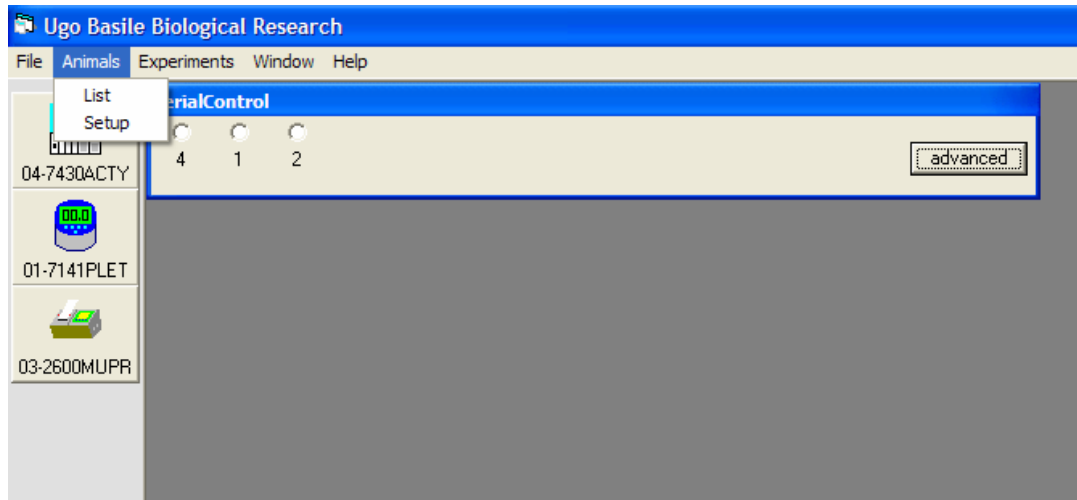 Ugo Basile Biological Research
File Animals Experiments Window Help
List
Setup
erialControl
4 1 2
advanced
04-7430ACTY
00.0
01-7141PLET
03-2600MUPR